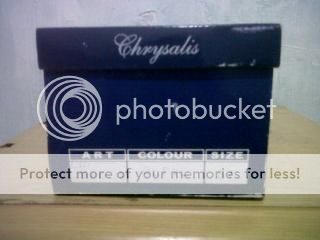 Chrysalis
photobucket
ART COLOUR SIZE
Protect more of your memories for less!